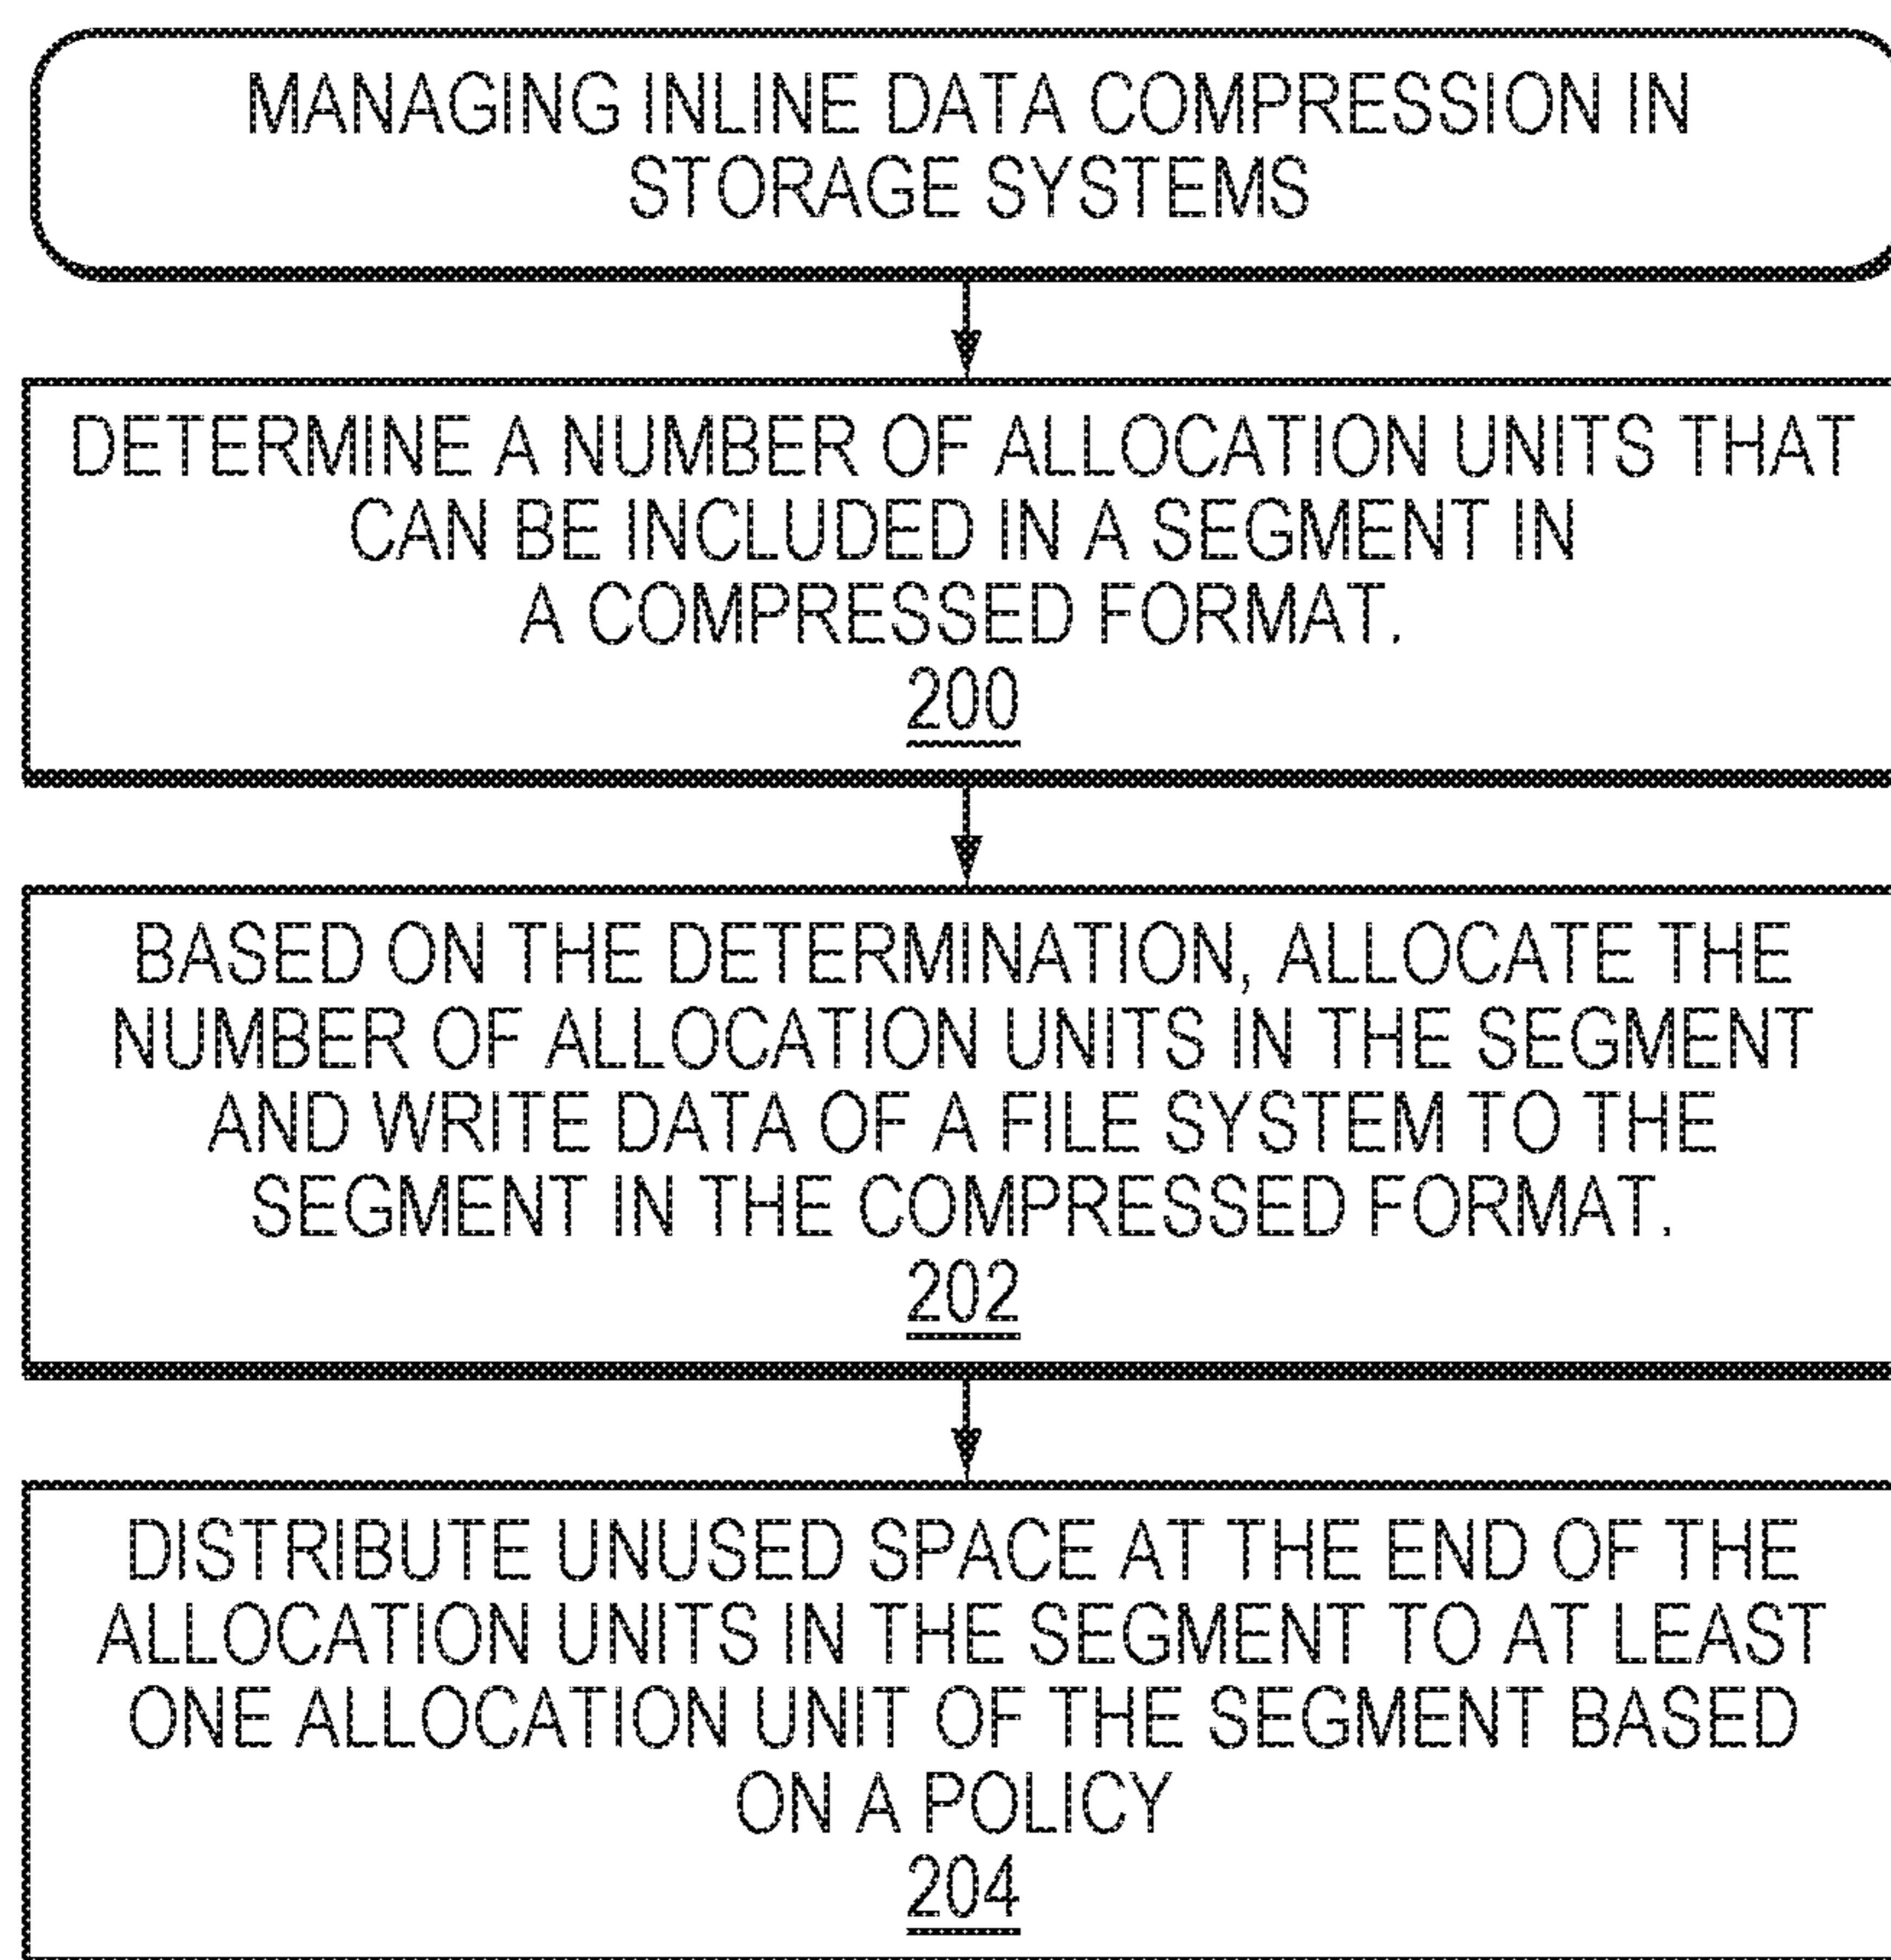 MANAGING INLINE DATA COMPRESSION IN
STORAGE SYSTEMS
DETERMINE A NUMBER OF ALLOCATION UNITS THAT
CAN BE INCLUDED IN A SEGMENT IN
A COMPRESSED FORMAT.
200
BASED ON THE DETERMINATION, ALLOCATE THE
NUMBER OF ALLOCATION UNITS IN THE SEGMENT
AND WRITE DATA OF A FILE SYSTEM TO THE
SEGMENT IN THE COMPRESSED FORMAT.
202
DISTRIBUTE UNUSED SPACE AT THE END OF THE
ALLOCATION UNITS IN THE SEGMENT TO AT LEAST
ONE ALLOCATION UNIT OF THE SEGMENT BASED
ON A POLICY
204